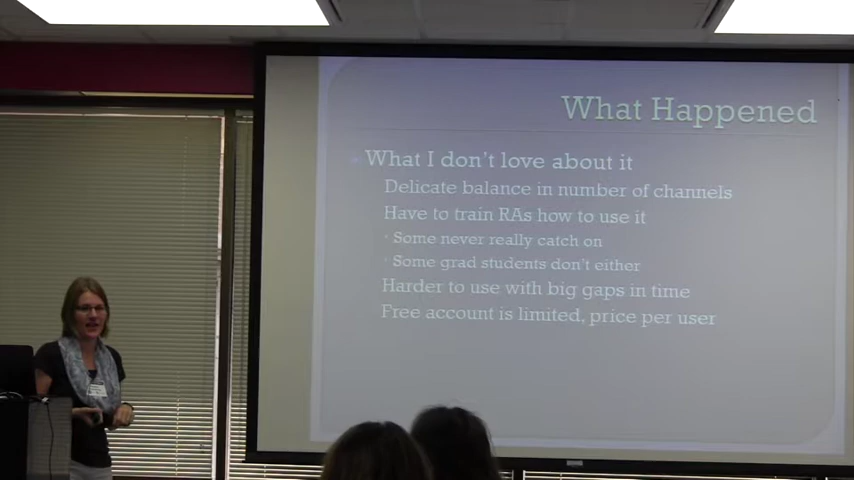 What Happened
What I don't love about it
Delicate balance in number of channels
Have to train RAs how to use it
Some never really catch on
Some grad students don't either
Harder to use with big gaps in time
Free account is limited, price per user